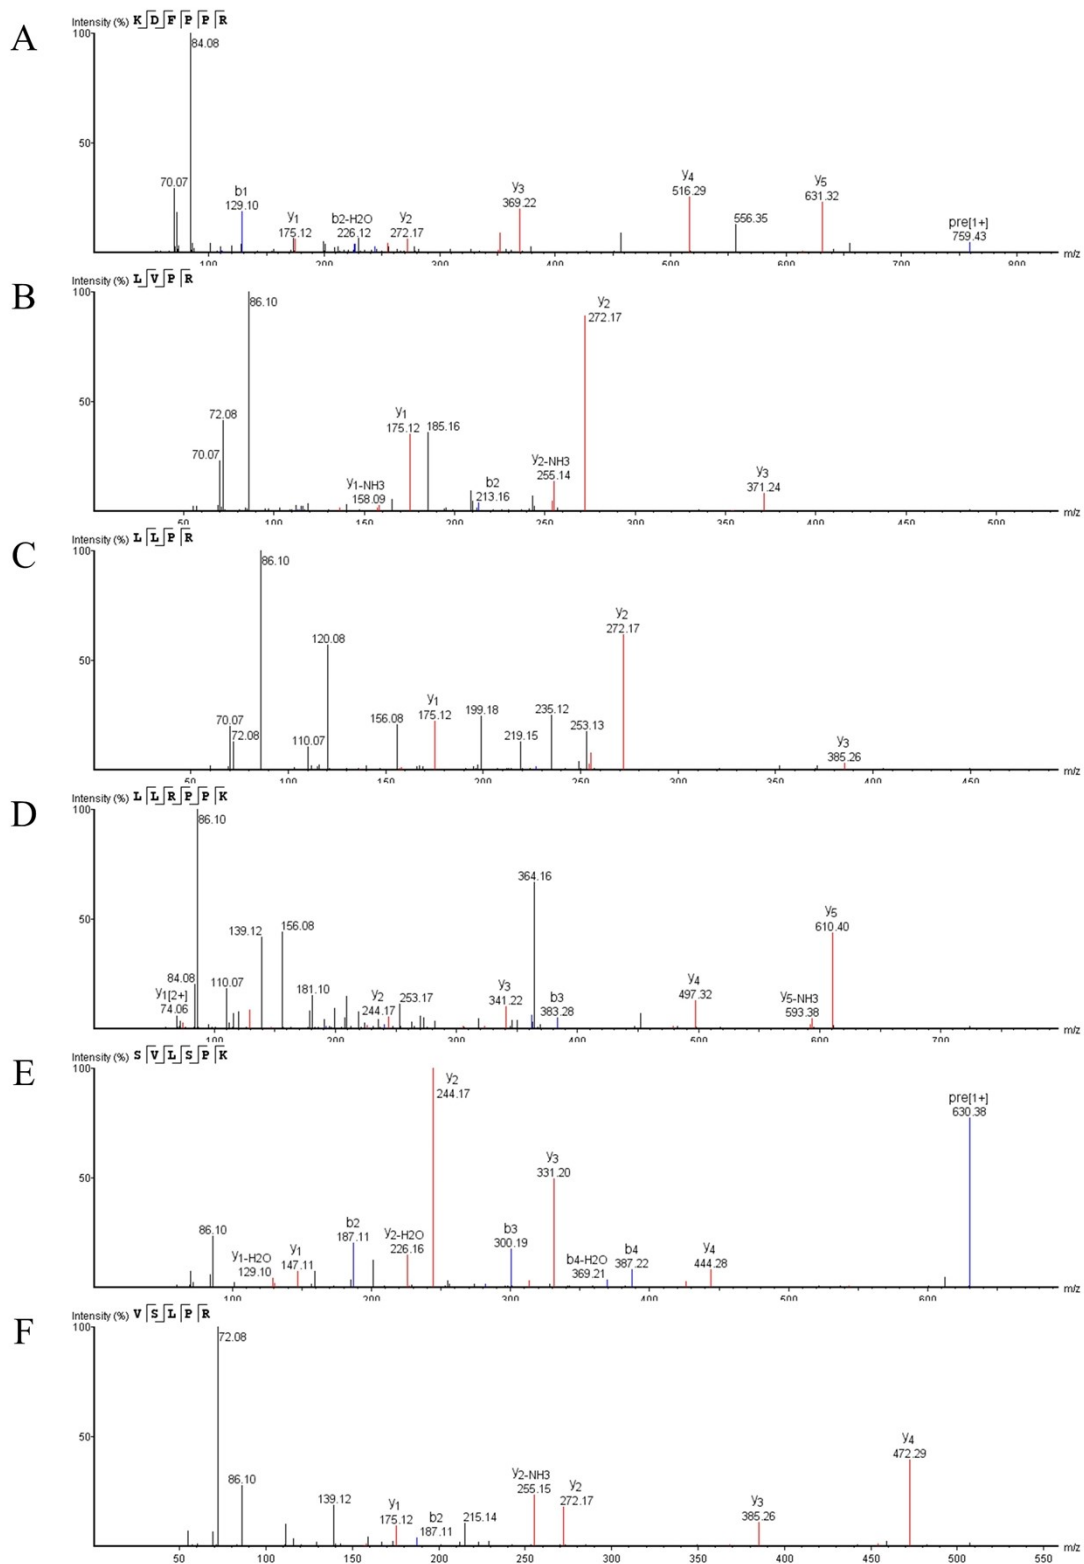 A
Intensity (%) K D F P P R
100
84.08
50
70.07
b1
129.10
y1
175.12
b2-H2O
226.12
y2
272.17
y3
369.22
y4
516.29
556.35
y5
631.32
pre[1+]
759.43
100 200 300 400 500 600 700 800 m/z
B
Intensity (%) L V P R
100
86.10
50
72.08
70.07
y1-NH3
158.09
y1
175.12
185.16
b2
213.16
y2-NH3
255.14
y2
272.17
y3
371.24
50 100 150 200 250 300 350 400 450 500 m/z
C
Intensity (%) L L P R
100
86.10
50
70.07
72.08
110.07
120.08
156.08
y1
175.12
199.18
219.15
235.12
253.13
y2
272.17
y3
385.26
50 100 150 200 250 300 350 400 450 m/z
D
Intensity (%) L L R P P K
100
86.10
50
y1[2+]
74.06
84.08
110.07
139.12
156.08
181.10
y2
244.17
253.17
y3
341.22
364.16
b3
383.28
y4
497.32
y5-NH3
593.38
y5
610.40
100 200 300 400 500 600 700 m/z
E
Intensity (%) S V L S P K
100
50
86.10
y1-H2O
129.10
y1
147.11
b2
187.11
y2-H2O
226.16
y2
244.17
b3
300.19
y3
331.20
b4-H2O
369.21
b4
387.22
y4
444.28
pre[1+]
630.38
100 200 300 400 500 600 m/z
F
Intensity (%) V S L P R
100
72.08
50
86.10
139.12
y1
175.12
b2
187.11
215.14
y2-NH3
255.15
y2
272.17
y3
385.26
y4
472.29
50 100 150 200 250 300 350 400 450 500 550 m/z